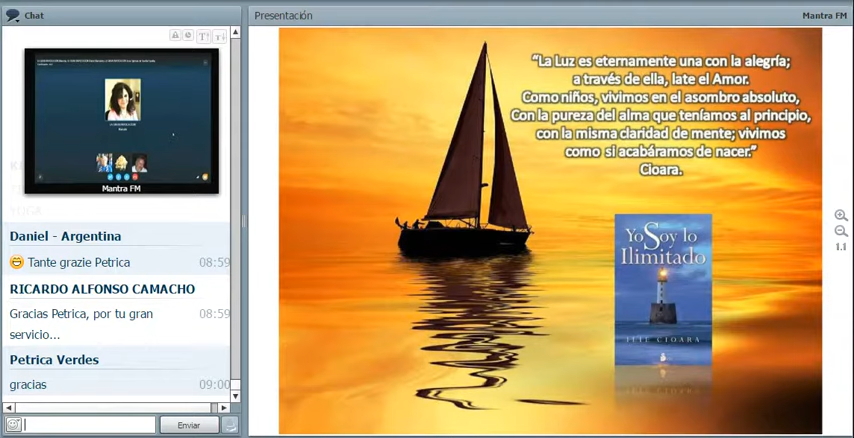 Chat
Mantra FM
Daniel - Argentina
Tante grazie Petrica 08:59
RICARDO ALFONSO CAMACHO
Gracias Petrica, por tu gran 08:59
servicio...
Petrica Verdes
gracias 09:00
Enviar
Presentación
Mantra FM
“La Luz es eternamente una con la alegría;
a través de ella, late el Amor.
Como niños, vivimos en el asombro absoluto,
Con la pureza del alma que teníamos al principio,
con la misma claridad de mente; vivimos
como si acabáramos de nacer.”
Cioara.
Yo Soy lo
Ilimitado
ILIE CIOARA
1:1